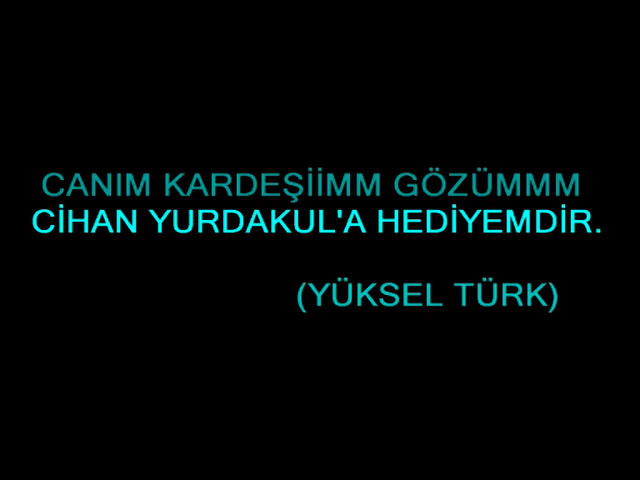 CANIM KARDEŞİİMM GÖZÜMMM
CİHAN YURDAKUL'A HEDİYEMDİR.
(YÜKSEL TÜRK)